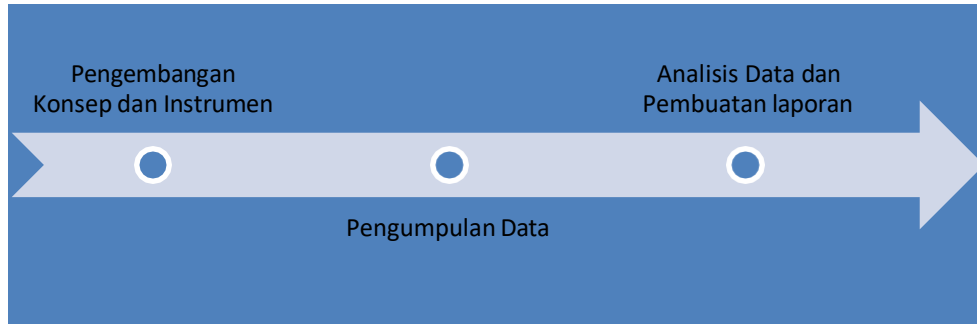 Pengembangan
Konsep dan Instrumen
Pengumpulan Data
Analisis Data dan
Pembuatan laporan